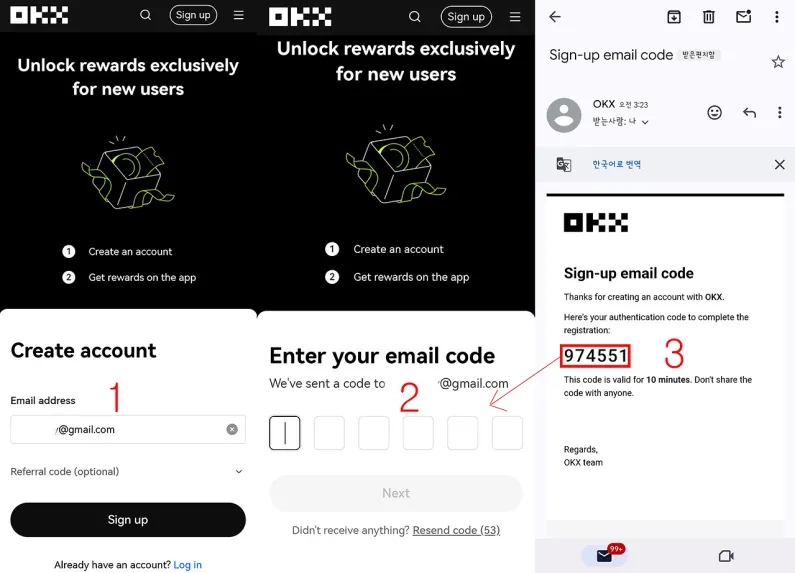 OKX
Sign up
Unlock rewards exclusively
for new users
1 Create an account
2 Get rewards on the app
Create account
1
Email address
y@gmail.com
Referral code (optional)
Sign up
Already have an account? Log in
OKX
Sign up
Unlock rewards exclusively
for new users
1 Create an account
2 Get rewards on the app
Enter your email code
We've sent a code to y@gmail.com
2
Next
Didn't receive anything? Resend code (53)
Sign-up email code 받은편지함
OKX 오전 3:23
받는사람: 나
한국어로 번역
OKX
Sign-up email code
Thanks for creating an account with OKX.
Here's your authentication code to complete the
registration:
974551
3
This code is valid for 10 minutes. Don't share the
code with anyone.
Regards,
OKX team
99+